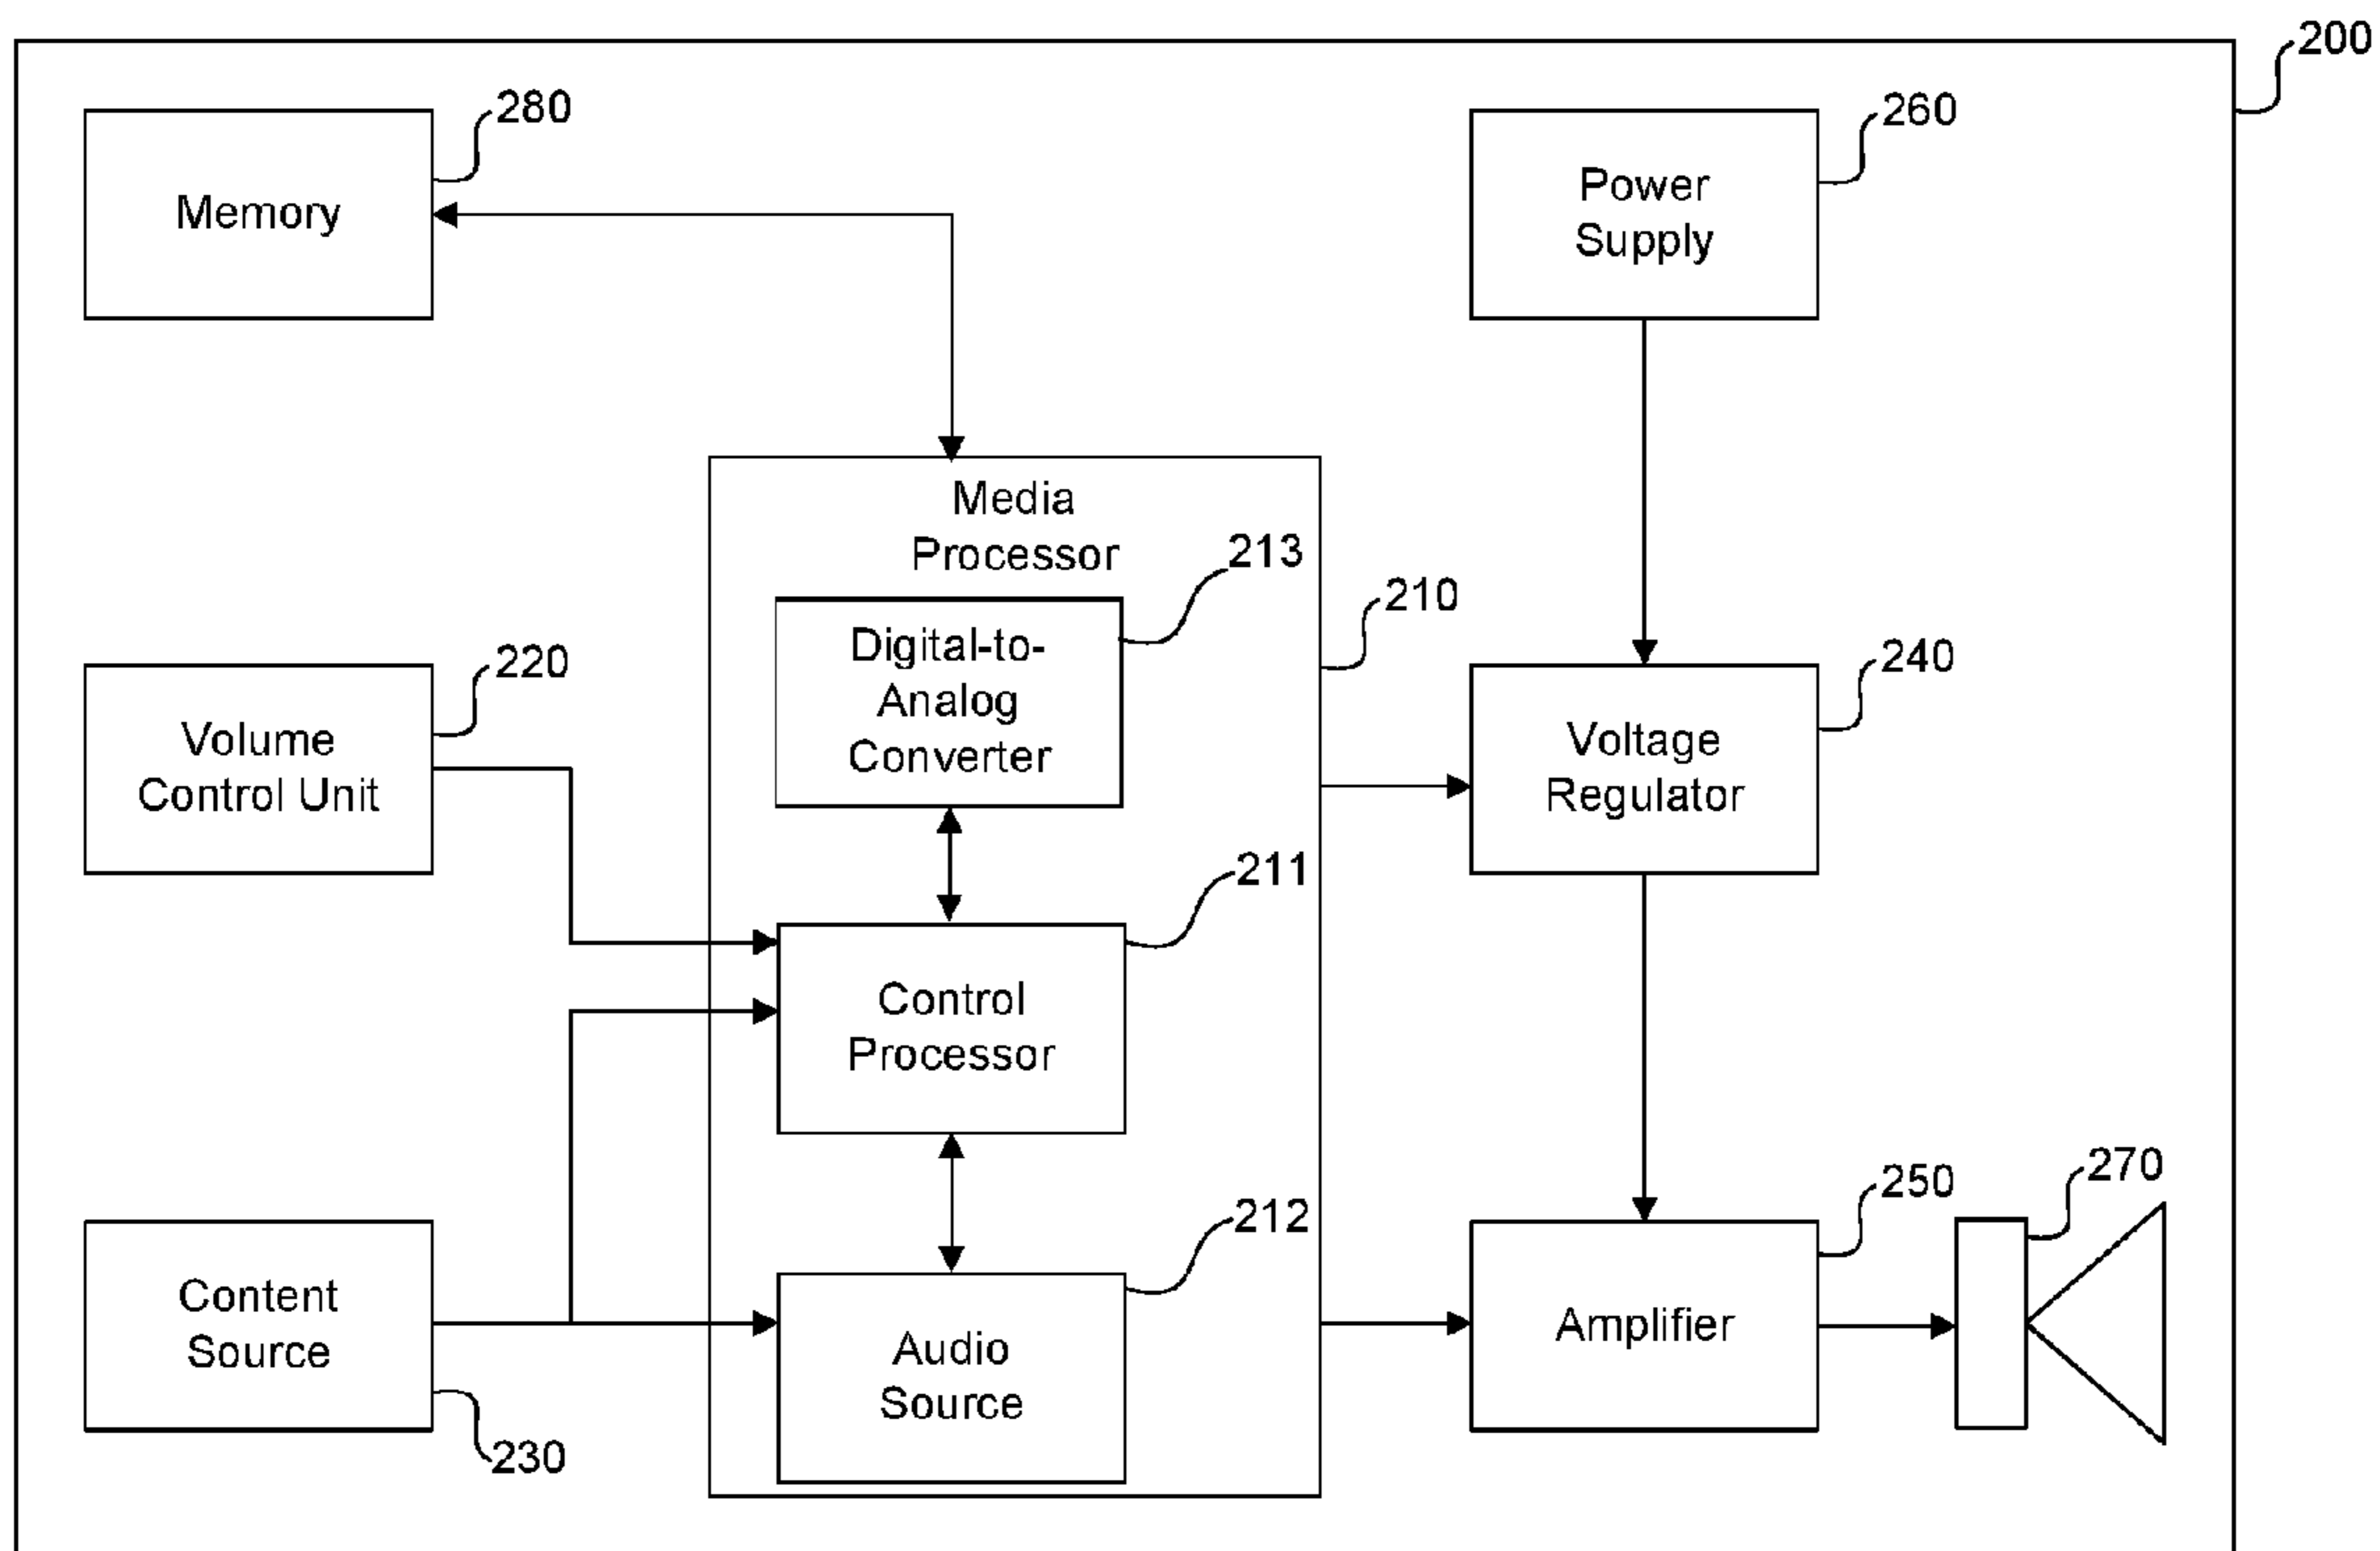 200
280
Memory
260
Power
Supply
Media
Processor
213
Digital-to-
Analog
Converter
210
220
Volume
Control Unit
240
Voltage
Regulator
211
Control
Processor
212
Audio
Source
Content
Source
230
250
Amplifier
270